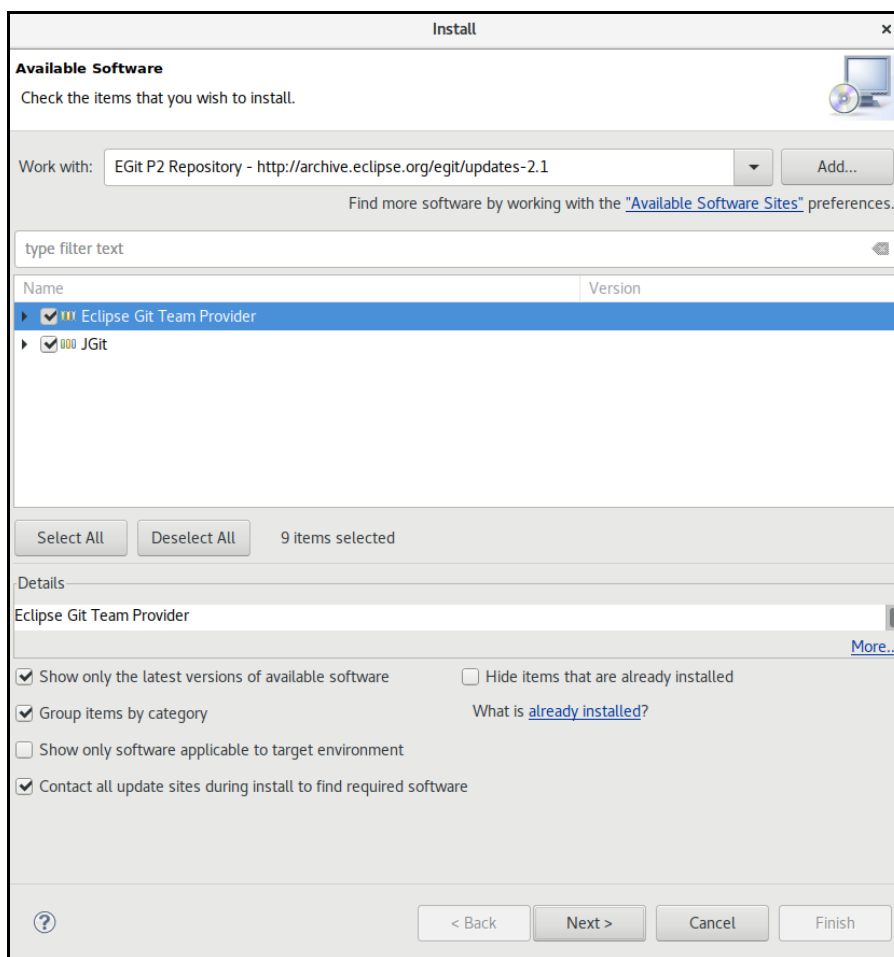 Install
Available Software
Check the items that you wish to install.
Work with: EGit P2 Repository - http://archive.eclipse.org/egit/updates-2.1 Add...
Find more software by working with the "Available Software Sites" preferences.
type filter text
Name Version
Eclipse Git Team Provider
JGit
Select All Deselect All 9 items selected
Details
Eclipse Git Team Provider
More..
Show only the latest versions of available software Hide items that are already installed
Group items by category What is already installed?
Show only software applicable to target environment
Contact all update sites during install to find required software
? < Back Next > Cancel Finish